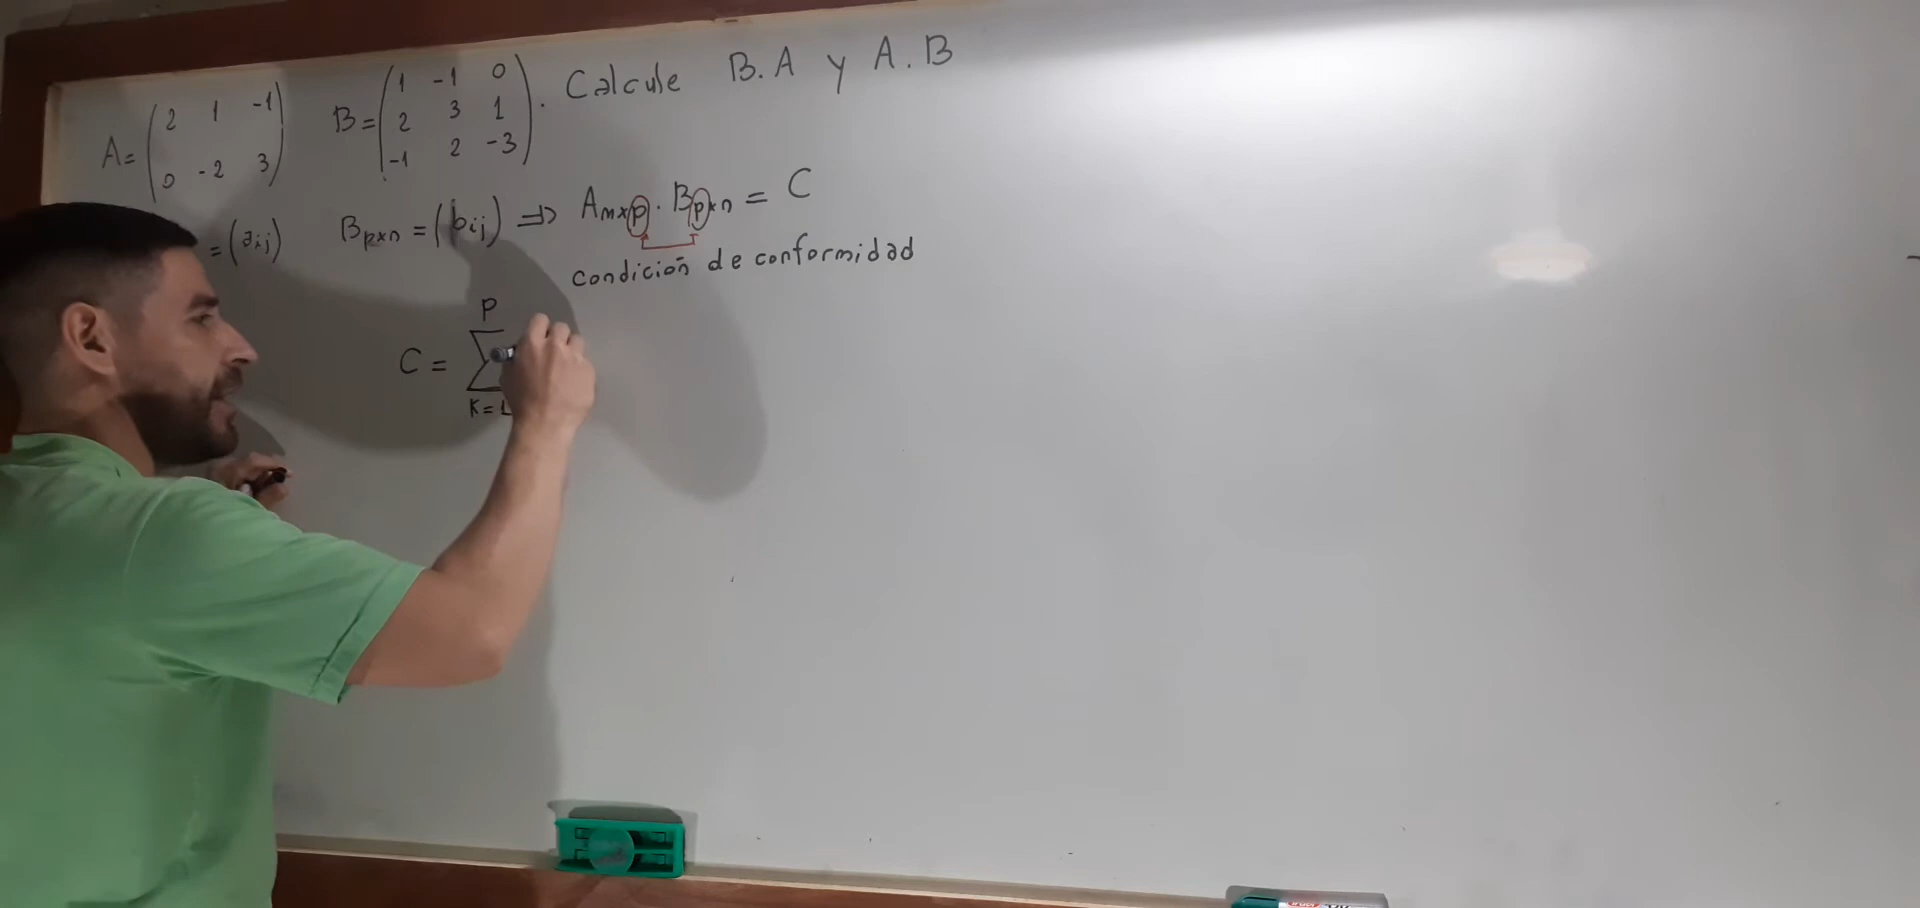 A = ( 2 1 -1 0 -2 3 ) B = ( 1 -1 0 2 3 1 -1 2 -3 ) . Calcule B.A y A.B
= (aij) Bpxn = (bij) ⇒ Amxp . Bpxn = C
condición de conformidad
C = Σ P K=1